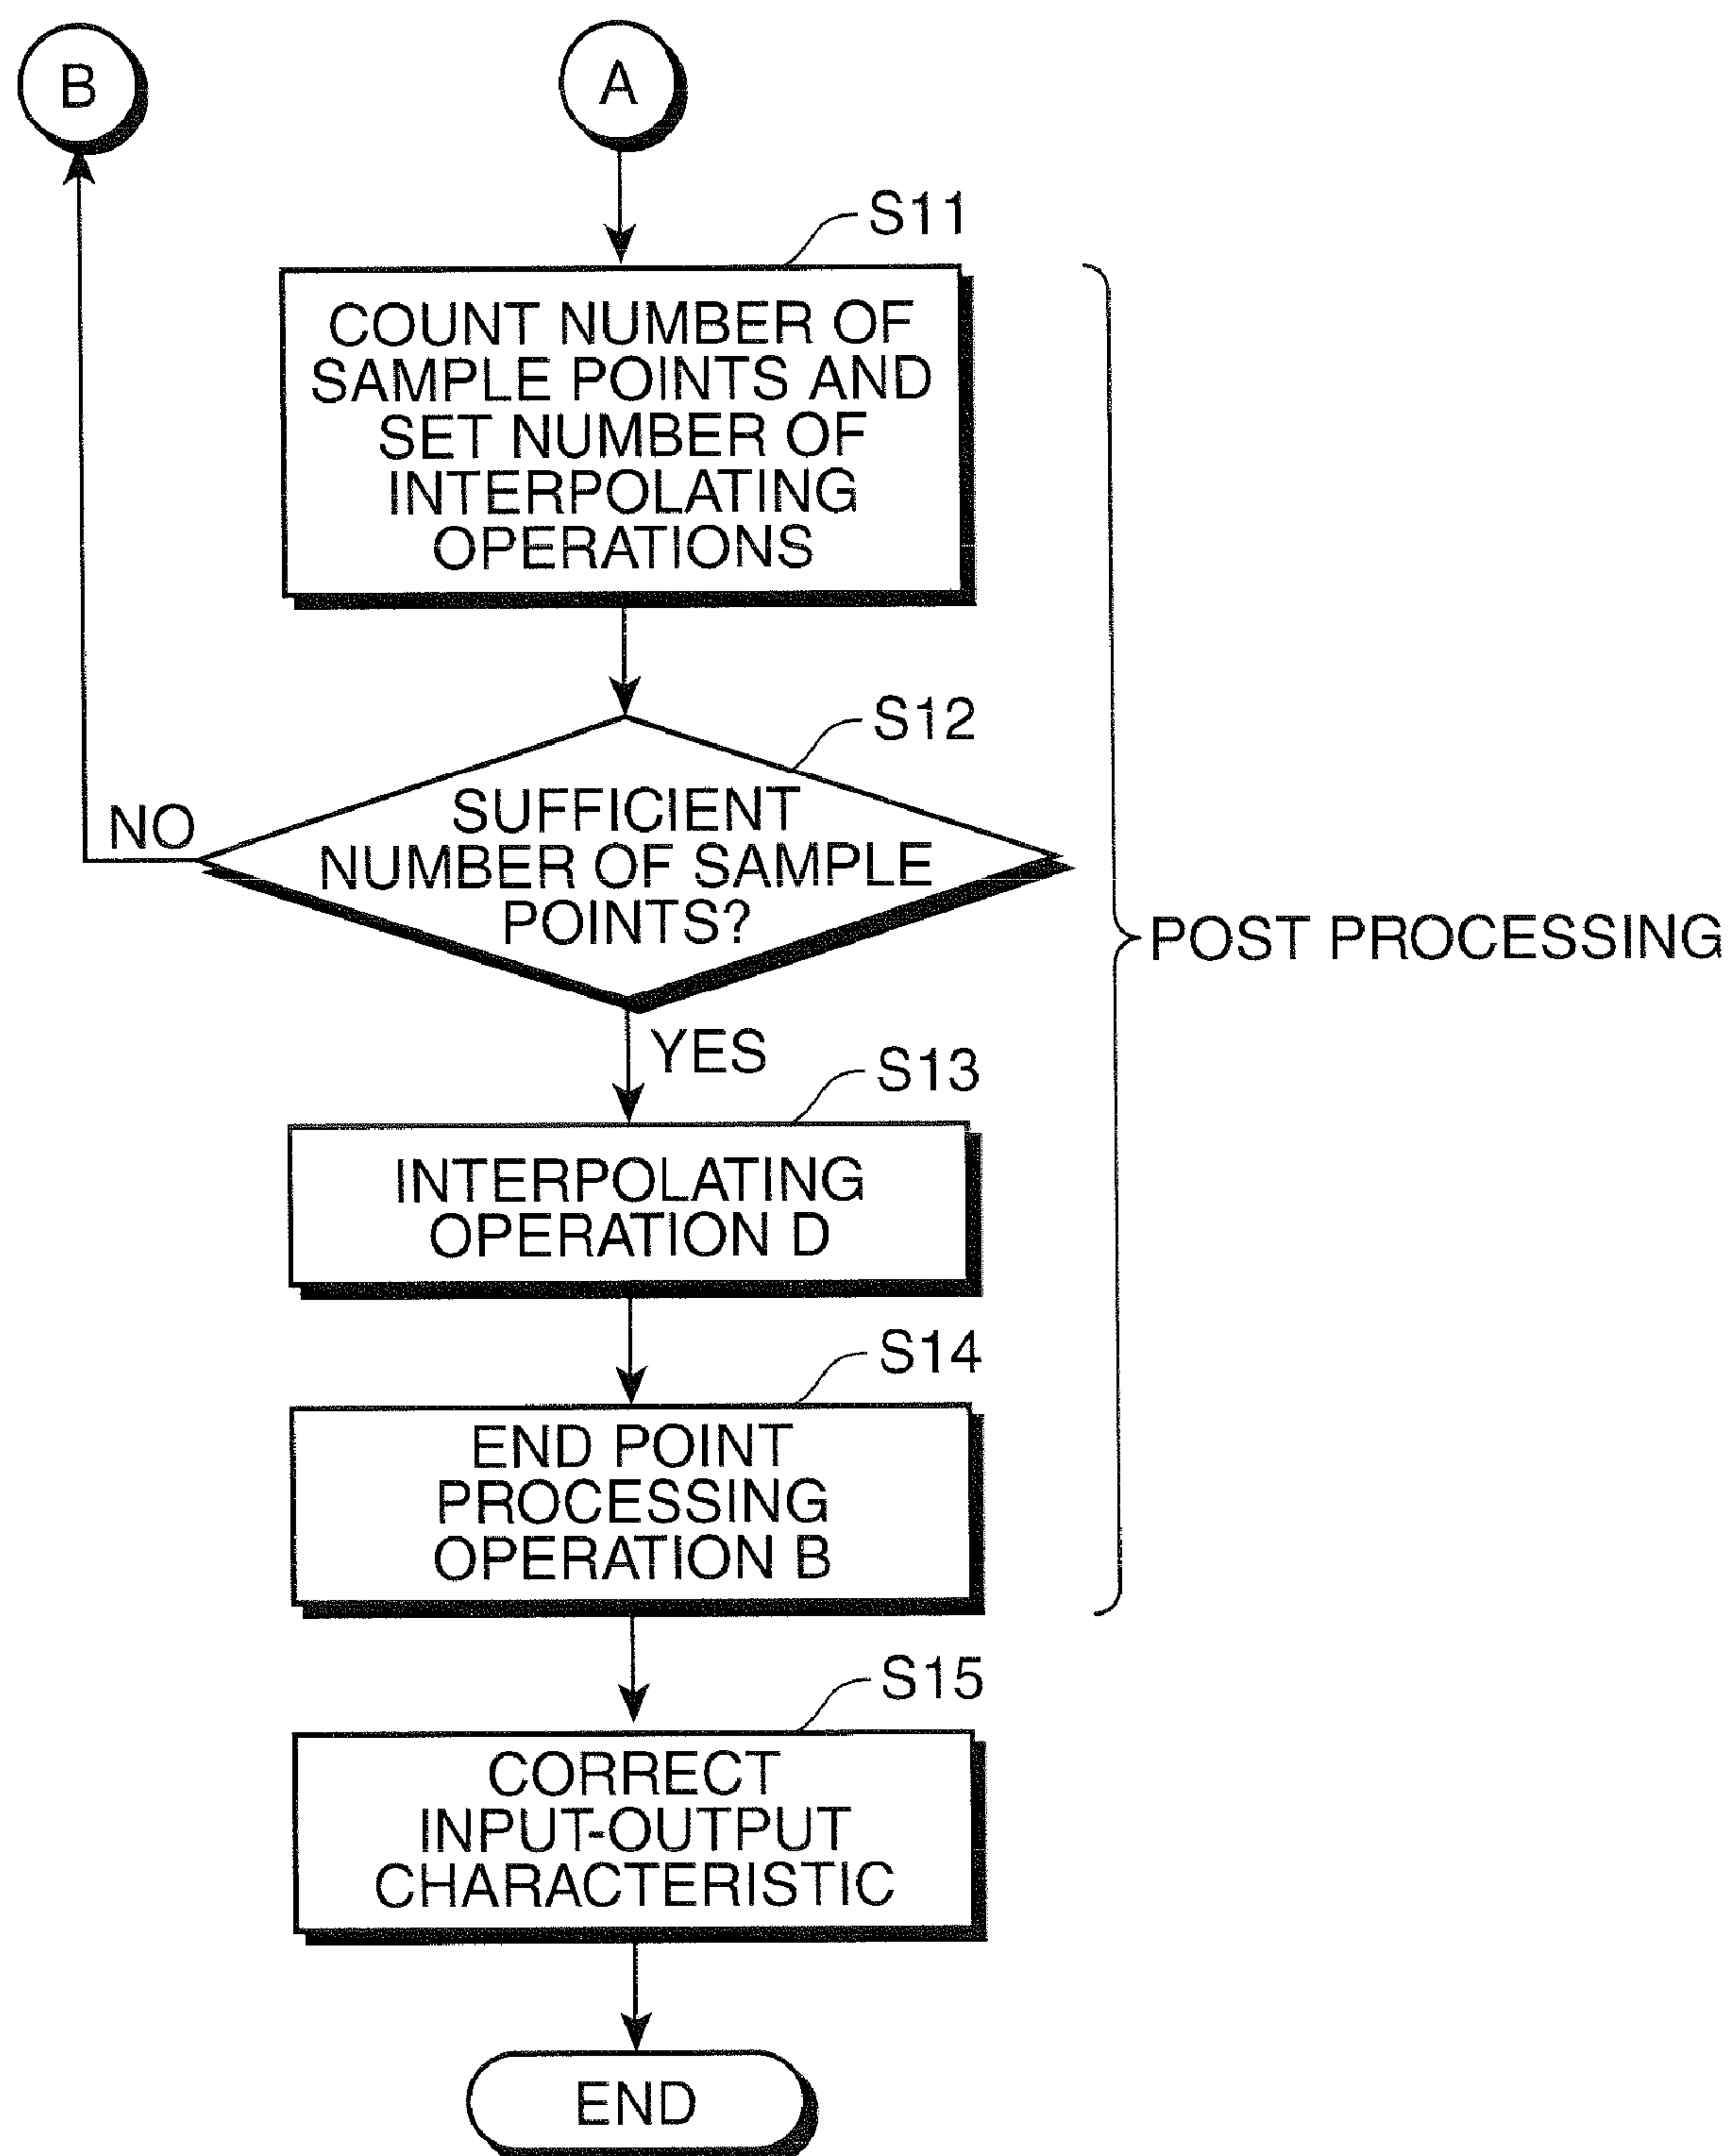 B
A
S11
COUNT NUMBER OF
SAMPLE POINTS AND
SET NUMBER OF
INTERPOLATING
OPERATIONS
S12
SUFFICIENT
NUMBER OF SAMPLE
POINTS?
NO
POST PROCESSING
YES
S13
INTERPOLATING
OPERATION D
S14
END POINT
PROCESSING
OPERATION B
S15
CORRECT
INPUT-OUTPUT
CHARACTERISTIC
END